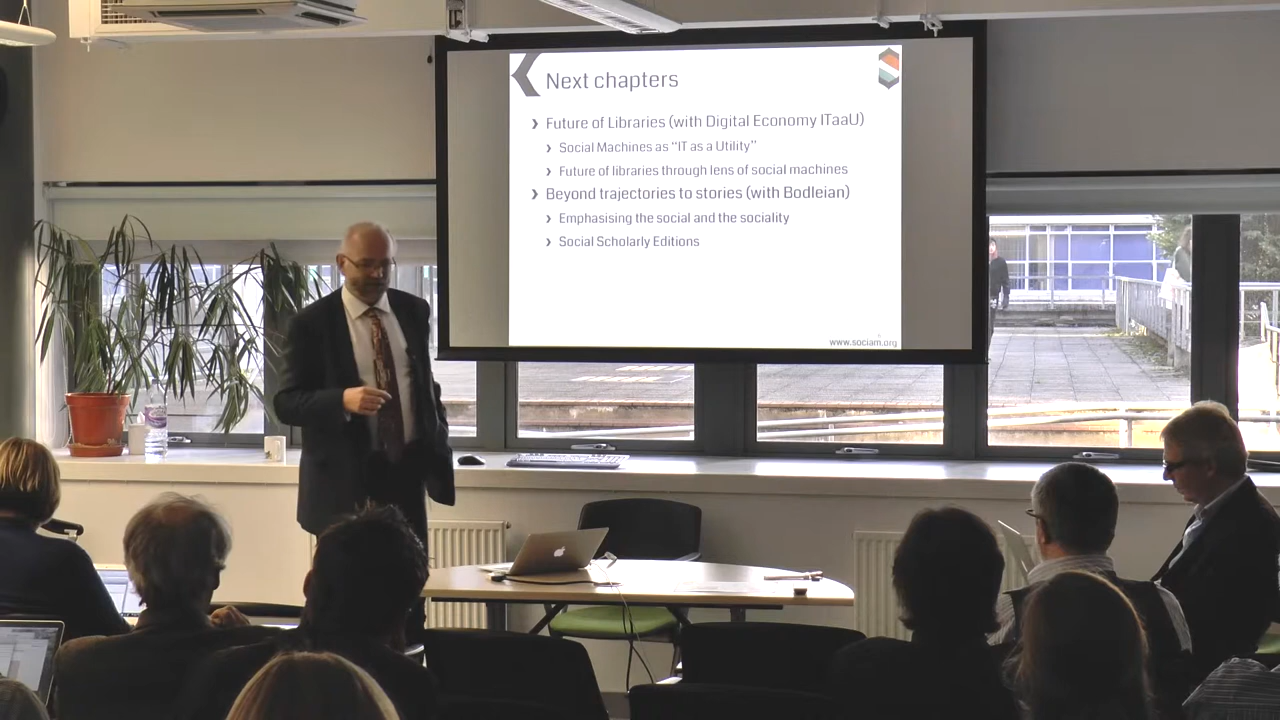 Next chapters
› Future of Libraries (with Digital Economy ITaaU)
› Social Machines as “IT as a Utility”
› Future of libraries through lens of social machines
› Beyond trajectories to stories (with Bodleian)
› Emphasising the social and the sociality
› Social Scholarly Editions
www.sociam.org